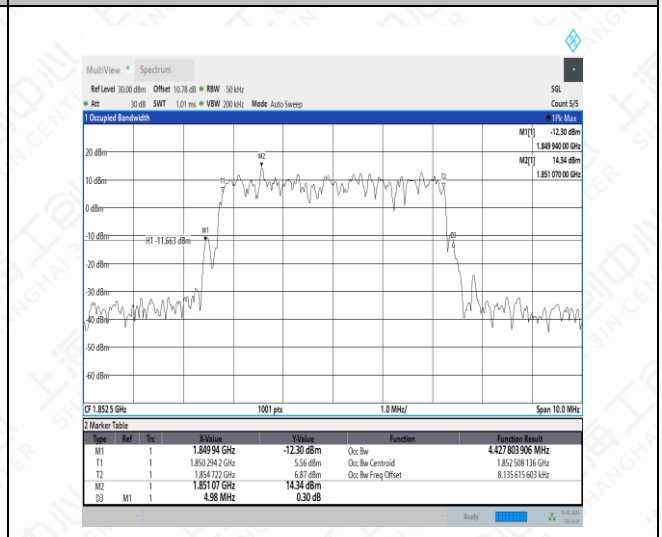 MultiView Spectrum
Ref Level 30.00 dBm Offset 10.78 dB RBW 50 kHz SGL
Att 30 dB SWT 1.01 ms VBW 200 kHz Mode Auto Sweep Count 5/5
1 Occupied Bandwidth 1Pk Max
M1[1] -12.30 dBm
1.849 940 00 GHz
M2[1] 14.34 dBm
1.851 070 00 GHz
20 dBm
M2
T1 T2
10 dBm
0 dBm
M1 D3
-10 dBm
H1 -11.663 dBm
-20 dBm
-30 dBm
-40 dBm
-50 dBm
-60 dBm
CF 1.852 5 GHz 1001 pts 1.0 MHz/ Span 10.0 MHz
2 Marker Table
Type Ref Trc X-Value Y-Value Function Function Result
M1 1 1.849 94 GHz -12.30 dBm Occ Bw 4.427 803 906 MHz
T1 1 1.850 294 2 GHz 5.56 dBm Occ Bw Centroid 1.852 508 136 GHz
T2 1 1.854 722 GHz 6.87 dBm Occ Bw Freq Offset 8.135 615 603 kHz
M2 1 1.851 07 GHz 14.34 dBm
D3 M1 1 4.98 MHz 0.30 dB
Ready